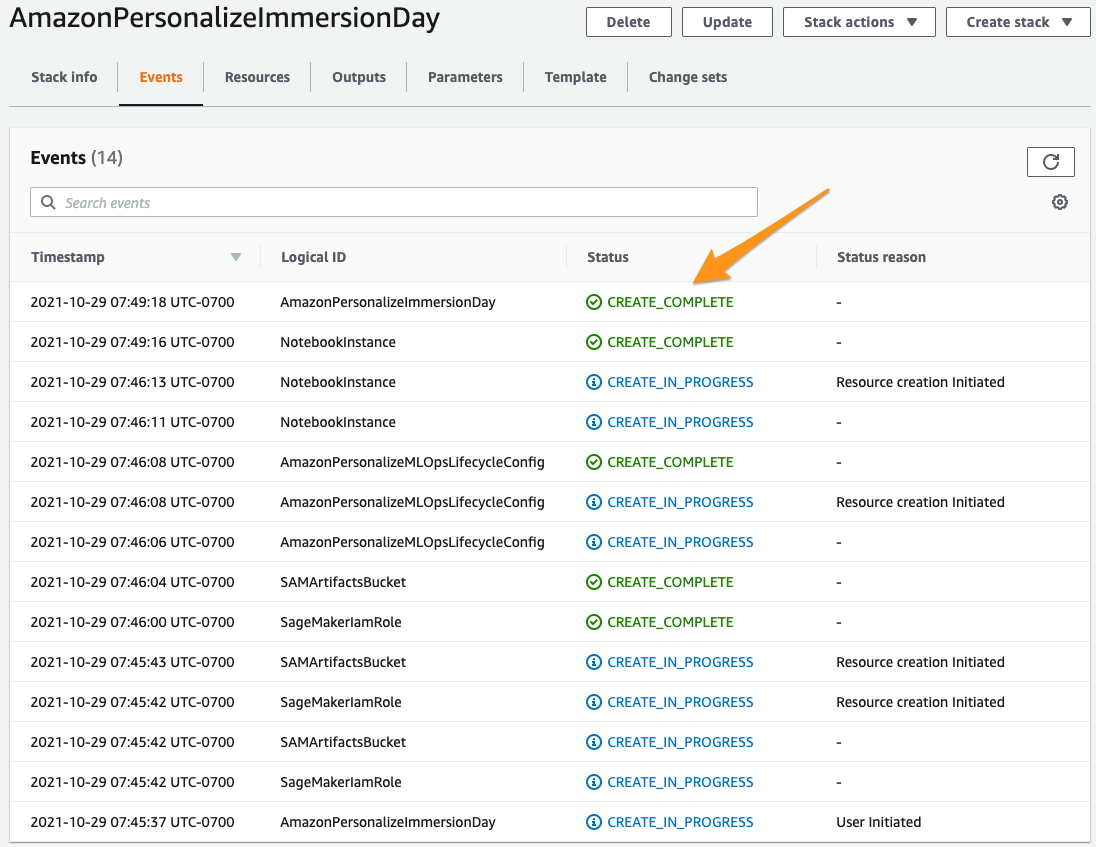 AmazonPersonalizeImmersionDay
Delete Update Stack actions Create stack
Stack info Events Resources Outputs Parameters Template Change sets
Events (14)
Search events
Timestamp Logical ID Status Status reason
2021-10-29 07:49:18 UTC-0700 AmazonPersonalizeImmersionDay CREATE_COMPLETE -
2021-10-29 07:49:16 UTC-0700 NotebookInstance CREATE_COMPLETE -
2021-10-29 07:46:13 UTC-0700 NotebookInstance CREATE_IN_PROGRESS Resource creation Initiated
2021-10-29 07:46:11 UTC-0700 NotebookInstance CREATE_IN_PROGRESS -
2021-10-29 07:46:08 UTC-0700 AmazonPersonalizeMLOpsLifecycleConfig CREATE_COMPLETE -
2021-10-29 07:46:08 UTC-0700 AmazonPersonalizeMLOpsLifecycleConfig CREATE_IN_PROGRESS Resource creation Initiated
2021-10-29 07:46:06 UTC-0700 AmazonPersonalizeMLOpsLifecycleConfig CREATE_IN_PROGRESS -
2021-10-29 07:46:04 UTC-0700 SAMArtifactsBucket CREATE_COMPLETE -
2021-10-29 07:46:00 UTC-0700 SageMakerIamRole CREATE_COMPLETE -
2021-10-29 07:45:43 UTC-0700 SAMArtifactsBucket CREATE_IN_PROGRESS Resource creation Initiated
2021-10-29 07:45:42 UTC-0700 SageMakerIamRole CREATE_IN_PROGRESS Resource creation Initiated
2021-10-29 07:45:42 UTC-0700 SAMArtifactsBucket CREATE_IN_PROGRESS -
2021-10-29 07:45:42 UTC-0700 SageMakerIamRole CREATE_IN_PROGRESS -
2021-10-29 07:45:37 UTC-0700 AmazonPersonalizeImmersionDay CREATE_IN_PROGRESS User Initiated